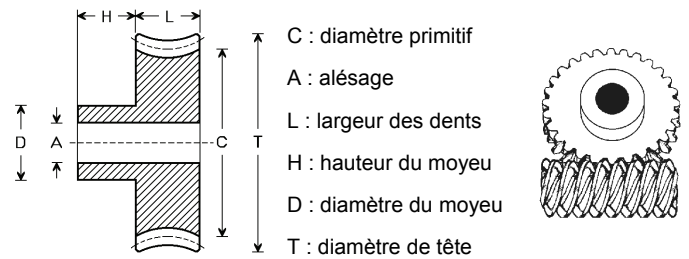 H L
C : diamètre primitif
A : alésage
L : largeur des dents
D A C T
H : hauteur du moyeu
D : diamètre du moyeu
T : diamètre de tête